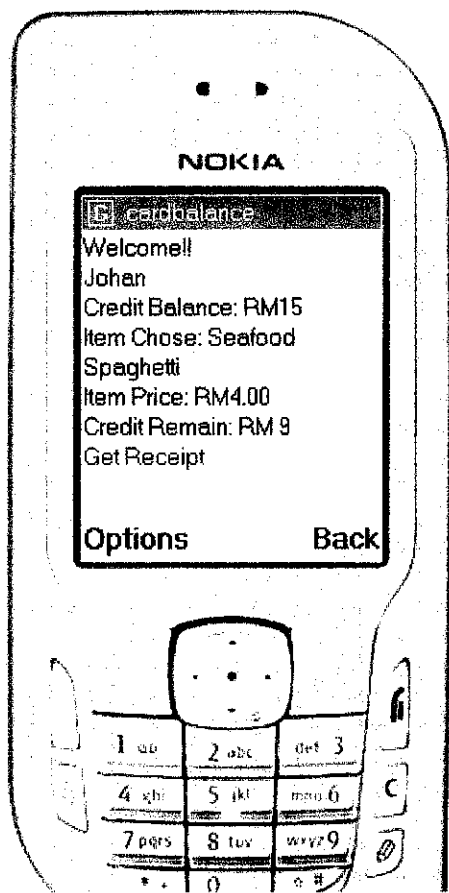 NOKIA
cardbalance
Welcome!!
Johan
Credit Balance: RM15
Item Chose: Seafood
Spaghetti
Item Price: RM4.00
Credit Remain: RM 9
Get Receipt
Options Back
1
2 abc
def 3
4 ghi
5 jkl
mno 6
C
7 pqrs
8 tuv
wxyz 9
* +
0
#